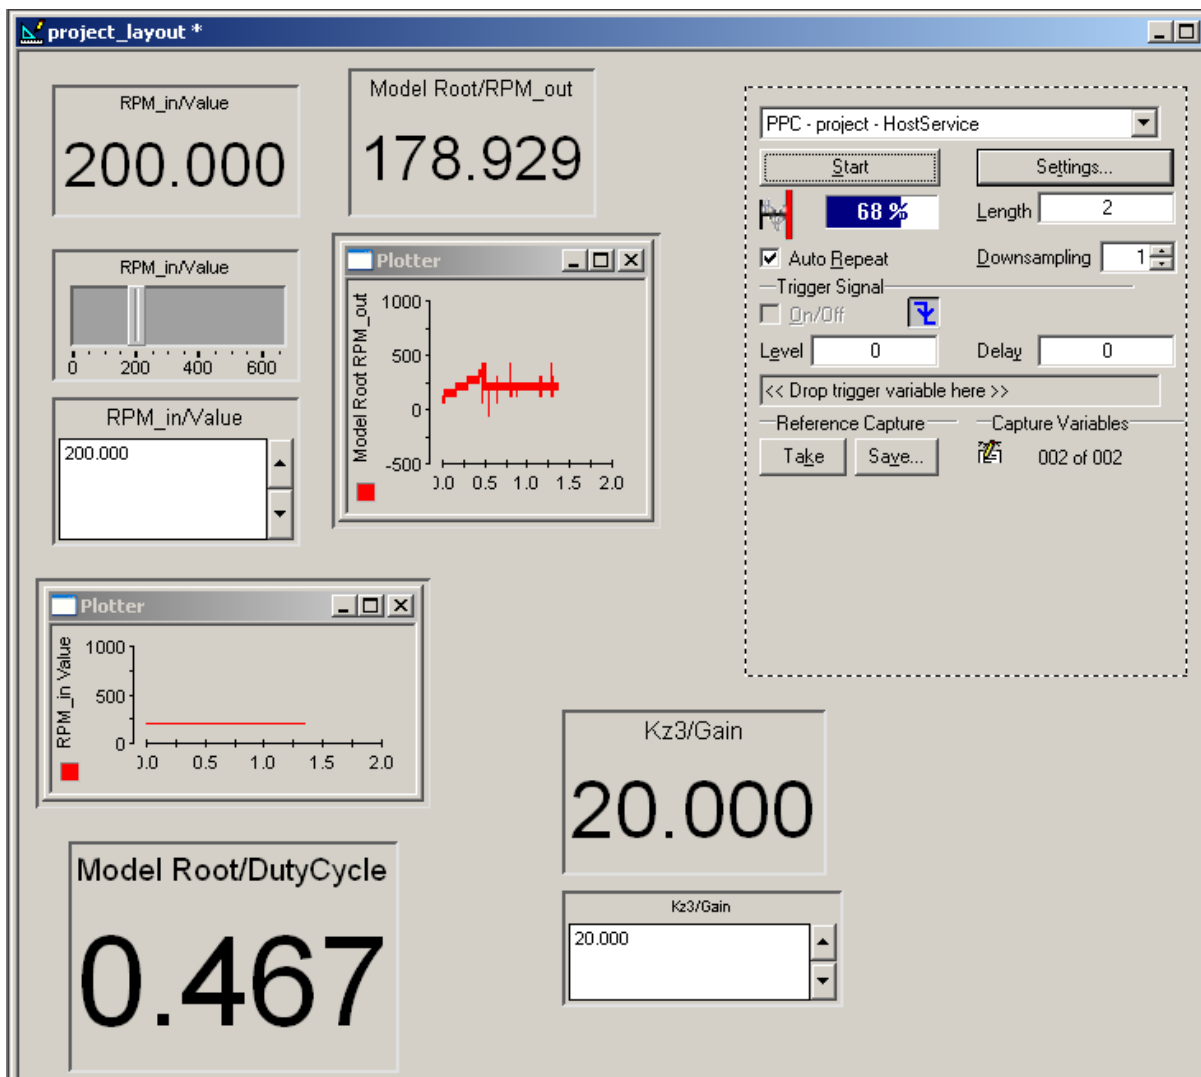 project_layout *
RPM_in/Value
200.000
Model Root/RPM_out
178.929
RPM_in/Value
0 200 400 600
RPM_in/Value
200.000
Plotter
Model Root RPM_out
1000
500
0
-500
0.0 0.5 1.0 1.5 2.0
PPC - project - HostService
Start
Settings...
68 %
Length 2
Auto Repeat
Downsampling 1
Trigger Signal
On/Off
Level 0
Delay 0
<< Drop trigger variable here >>
Reference Capture
Capture Variables
Take
Save...
002 of 002
Plotter
RPM_in Value
1000
500
0
0.0 0.5 1.0 1.5 2.0
Kz3/Gain
20.000
Kz3/Gain
20.000
Model Root/DutyCycle
0.467